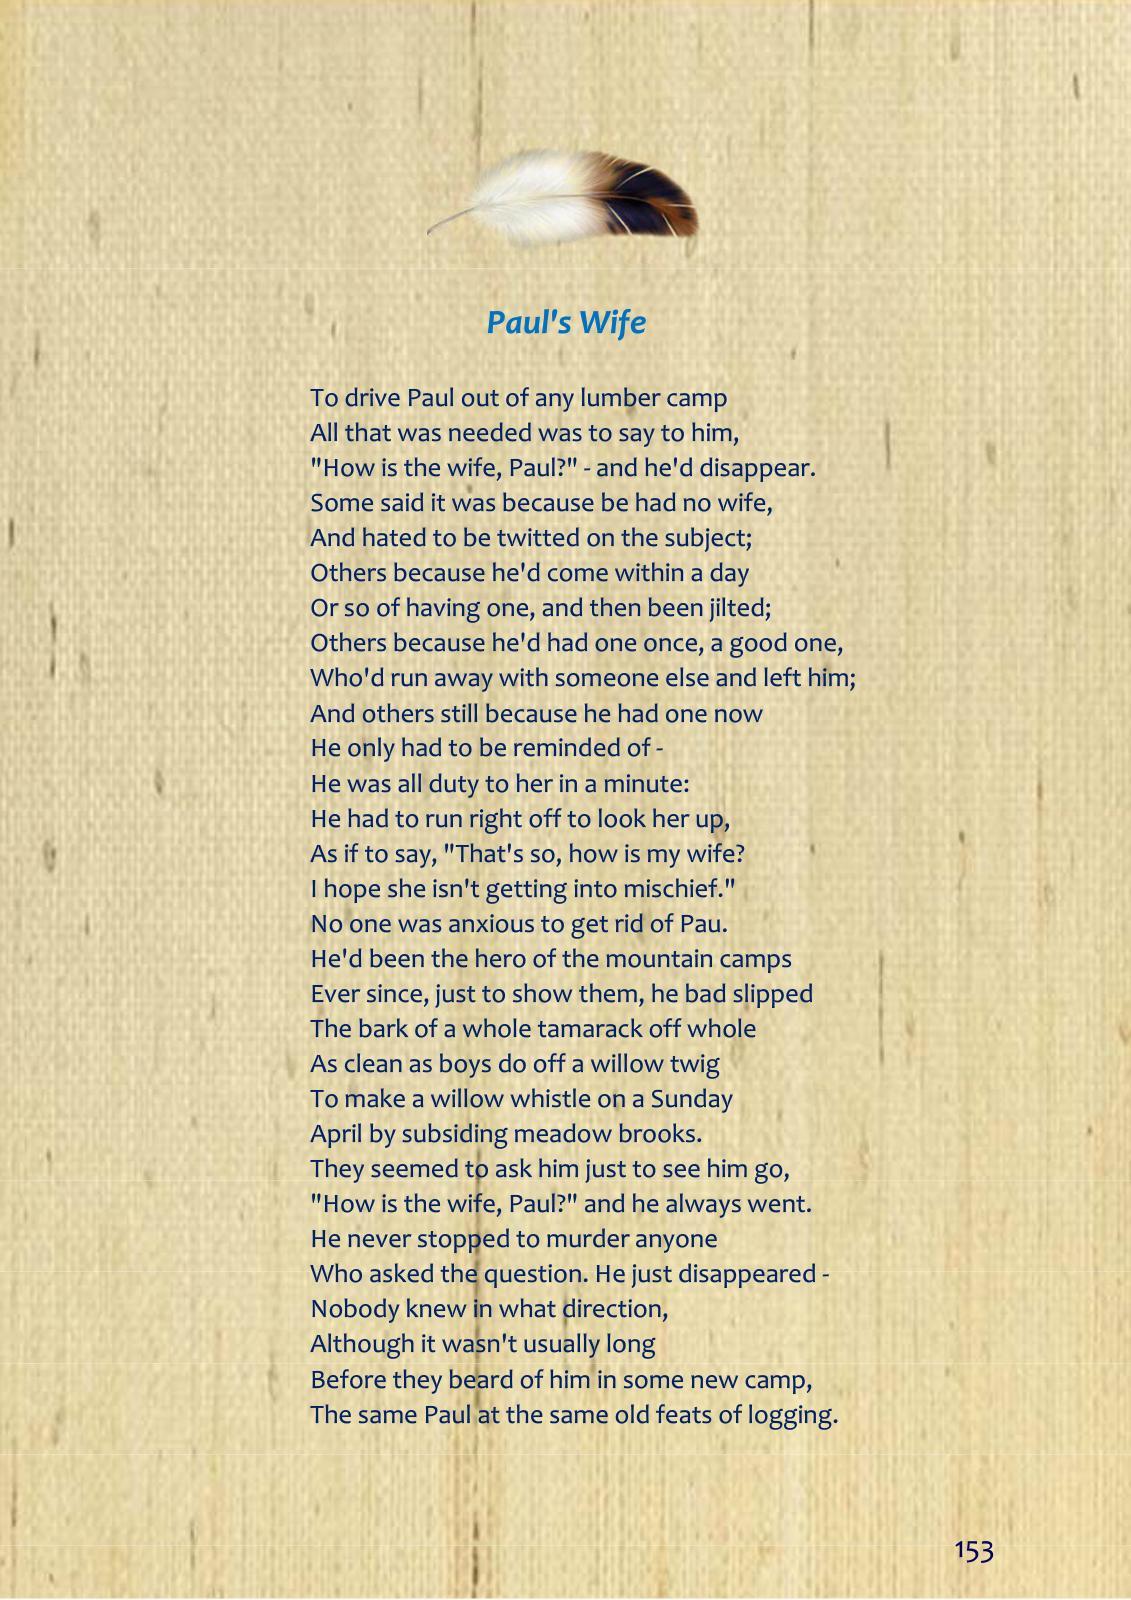 Paul's Wife
To drive Paul out of any lumber camp
All that was needed was to say to him,
"How is the wife, Paul?" - and he'd disappear.
Some said it was because be had no wife,
And hated to be twitted on the subject;
Others because he'd come within a day
Or so of having one, and then been jilted;
Others because he'd had one once, a good one,
Who'd run away with someone else and left him;
And others still because he had one now
He only had to be reminded of -
He was all duty to her in a minute:
He had to run right off to look her up,
As if to say, "That's so, how is my wife?
I hope she isn't getting into mischief."
No one was anxious to get rid of Pau.
He'd been the hero of the mountain camps
Ever since, just to show them, he bad slipped
The bark of a whole tamarack off whole
As clean as boys do off a willow twig
To make a willow whistle on a Sunday
April by subsiding meadow brooks.
They seemed to ask him just to see him go,
"How is the wife, Paul?" and he always went.
He never stopped to murder anyone
Who asked the question. He just disappeared -
Nobody knew in what direction,
Although it wasn't usually long
Before they beard of him in some new camp,
The same Paul at the same old feats of logging.
153